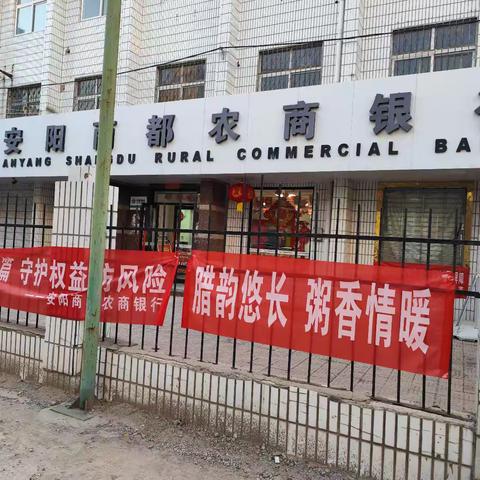 安阳商都农商银
ANYANG SHANGDU RURAL COMMERCIAL BA
篇 守护权益 防风险
安阳商 农商银行
腊韵悠长 粥香情暖